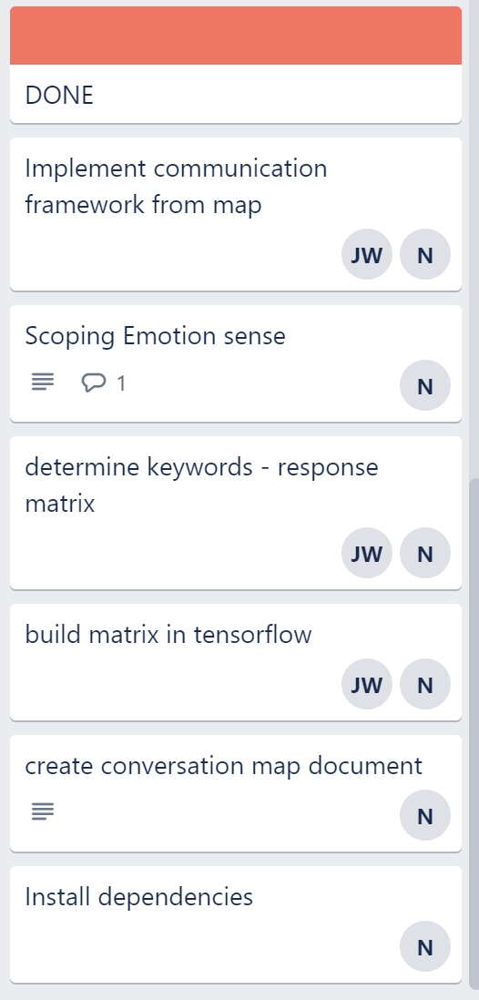 DONE
Implement communication
framework from map
JW N
Scoping Emotion sense
1 N
determine keywords - response
matrix
JW N
build matrix in tensorflow
JW N
create conversation map document
N
Install dependencies
N